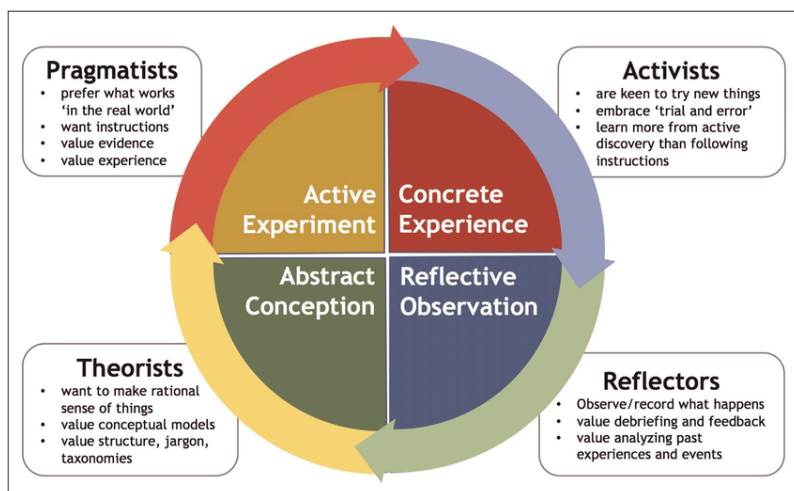 Pragmatists
• prefer what works
'in the real world'
• want instructions
• value evidence
• value experience
Activists
• are keen to try new things
• embrace 'trial and error'
• learn more from active
discovery than following
instructions
Active
Experiment
Concrete
Experience
Abstract
Conception
Reflective
Observation
Theorists
• want to make rational
sense of things
• value conceptual models
• value structure, jargon,
taxonomies
Reflectors
• Observe/record what happens
• value debriefing and feedback
• value analyzing past
experiences and events